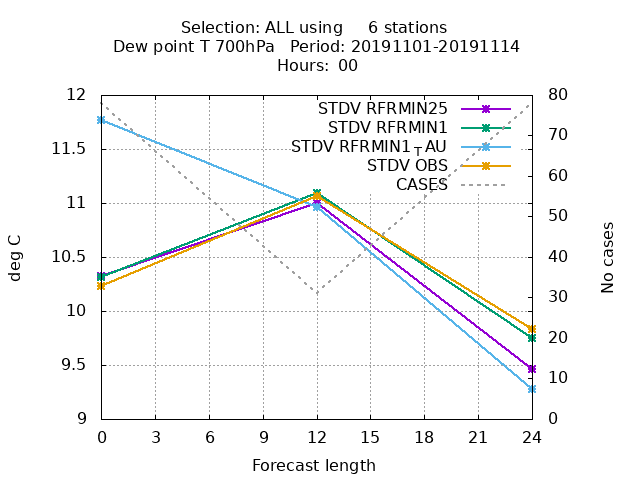 Selection: ALL using     6 stations
Dew point T 700hPa   Period: 20191101-20191114
Hours: 00
12
11.5
11
10.5
10
9.5
9
deg C
80
70
60
50
40
30
20
10
0
No cases
STDV RFRMIN25
STDV RFRMIN1
STDV RFRMIN1_TAU
STDV OBS
CASES
0 3 6 9 12 15 18 21 24
Forecast length